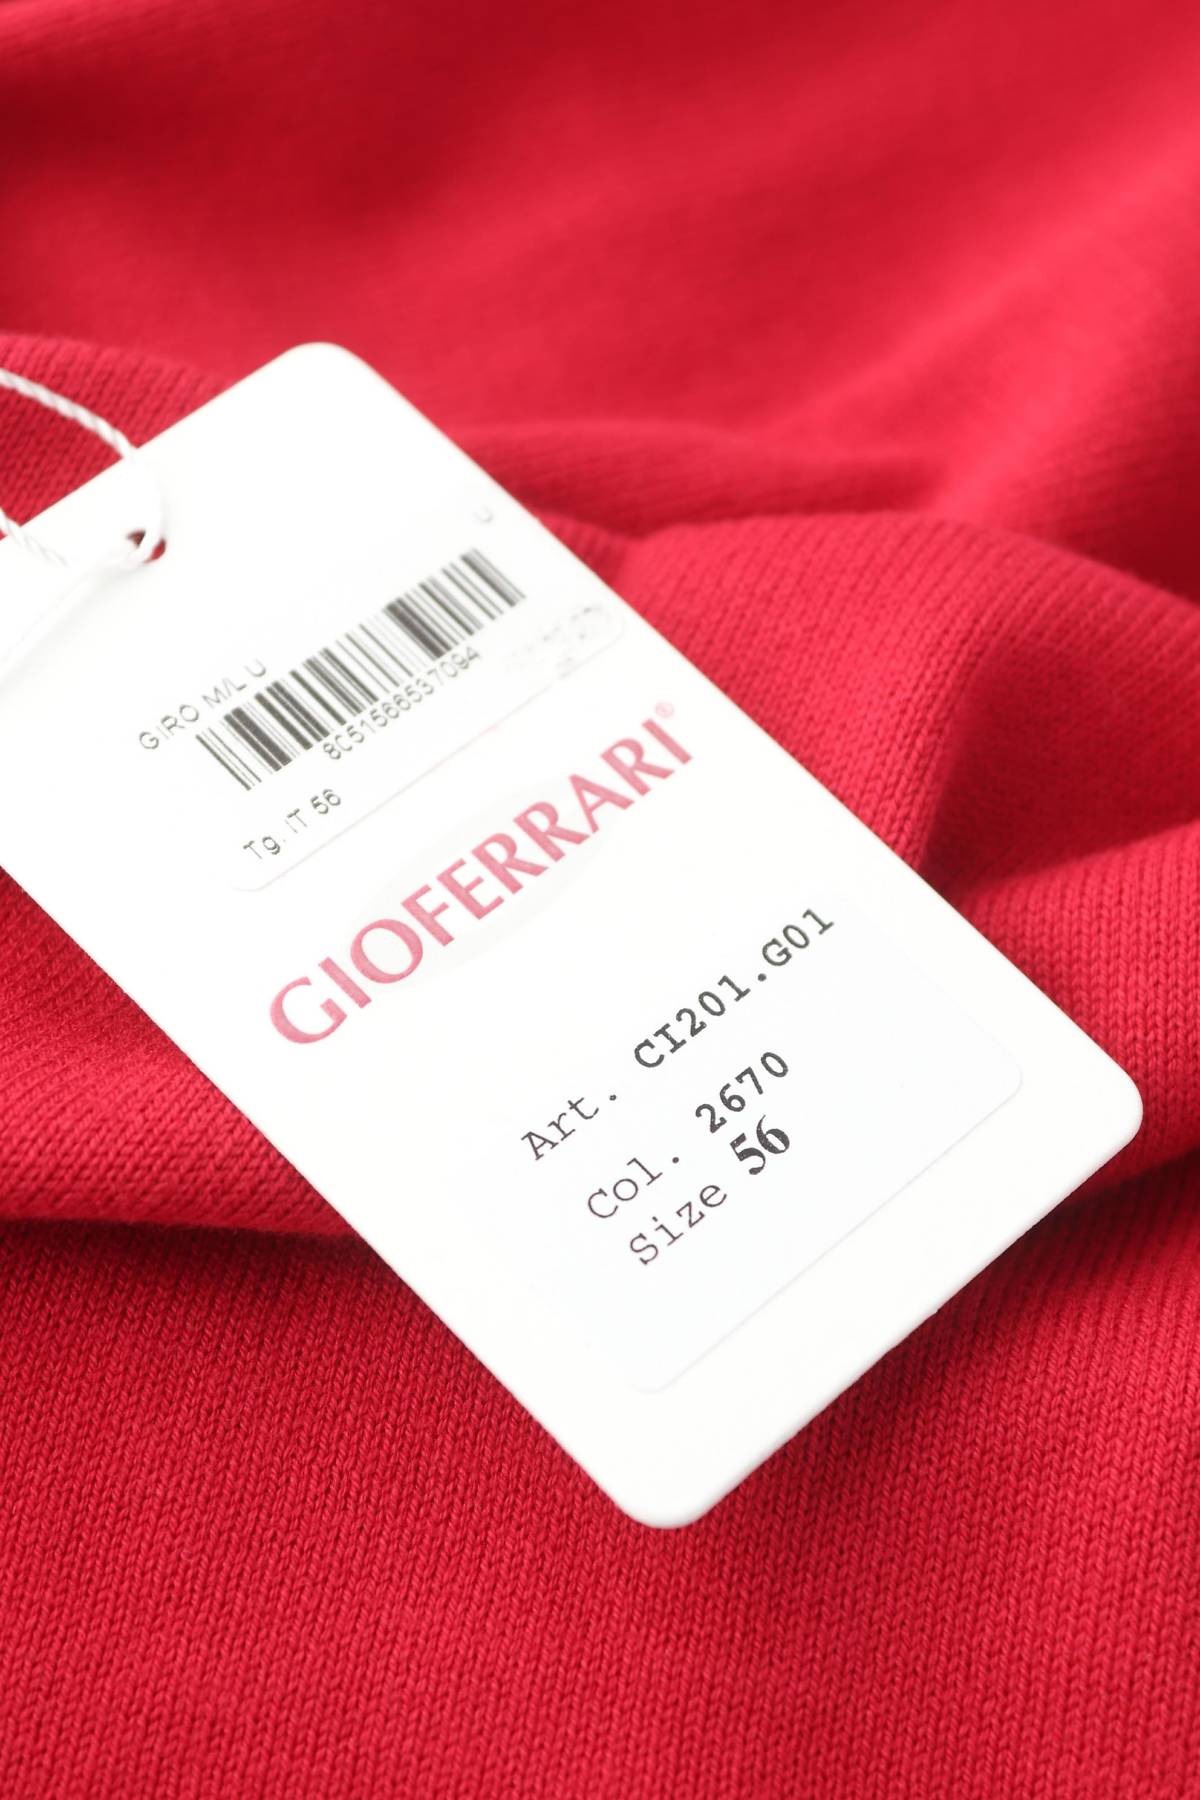 U
GIRO M/L U
8051566537094
Tg. IT 56
GIOFERRARI®
Art. CI201.G01
Col. 2670
Size 56